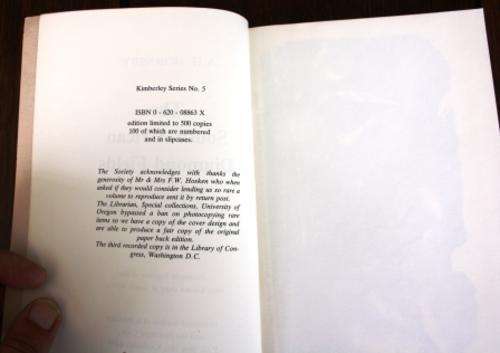 Kimberley Series No. 5
ISBN 0 - 620 - 08863 X
edition limited to 500 copies
100 of which are numbered
and in slipcases.
The Society acknowledges with thanks the
generosity of Mr & Mrs F.W. Hosken who when
asked if they would consider lending us so rare a
volume to reproduce sent it by return post.
The Librarian, Special collections, University of
Oregon bypassed a ban on photocopying rare
items so we have a copy of the cover design and
are able to produce a fair copy of the original
paper back edition.
The third recorded copy is in the Library of Con-
gress, Washington D.C.